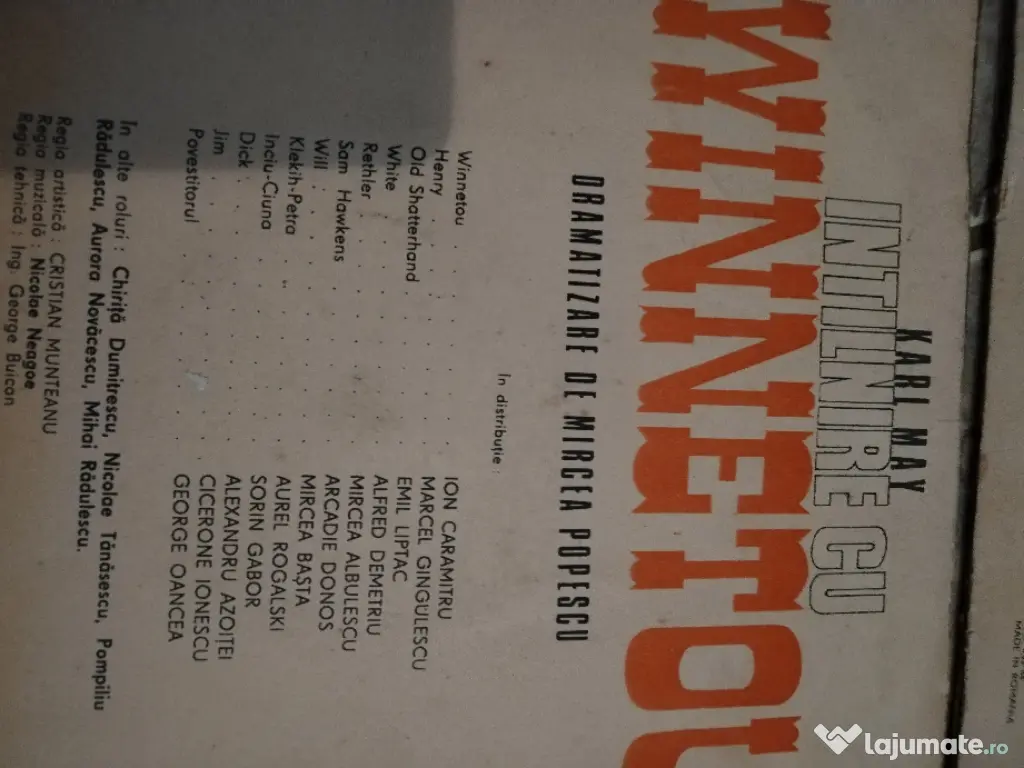 KARL MAY
INTILNIRE CU
WINNETOU
DRAMATIZARE DE MIRCEA POPESCU
In distribuție :
Winnetou . . . . . . . ION CARAMITRU
Henry . . . . . . . . MARCEL GINGULESCU
Old Shatterhand . . . . . EMIL LIPTAC
White . . . . . . . . ALFRED DEMETRIU
Rethler . . . . . . . . MIRCEA ALBULESCU
Sam Hawkens . . . . . . ARCADIE DONOS
Will . . . . . . . . . MIRCEA BAȘTA
Klekih-Petra . . . . . . AUREL ROGALSKI
Inciu-Ciuna . . . . . . SORIN GABOR
Dick . . . . . . . . . ALEXANDRU AZOITEI
Jim . . . . . . . . . CICERONE IONESCU
Povestitorul . . . . . . GEORGE OANCEA
In alte roluri : Chiriță Dumitrescu, Nicolae Tănăsescu, Pompiliu
Rădulescu, Aurora Novăcescu, Mihai Rădulescu.
Regia artistică : CRISTIAN MUNTEANU
Regia muzicală : Nicolae Neagoe
Regia tehnică : Ing. George Buican
MADE IN ROMANIA
lajumate.ro